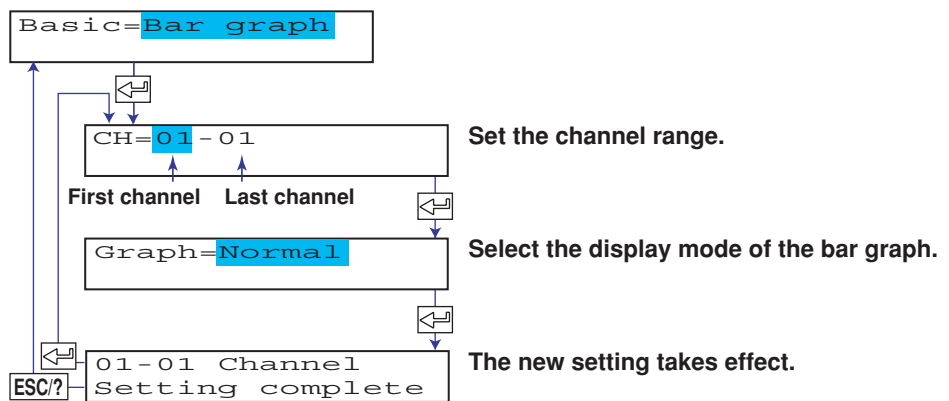 Basic=Bar graph
CH=01-01
Set the channel range.
First channel
Last channel
Graph=Normal
Select the display mode of the bar graph.
01-01 Channel
The new setting takes effect.
ESC/?
Setting complete